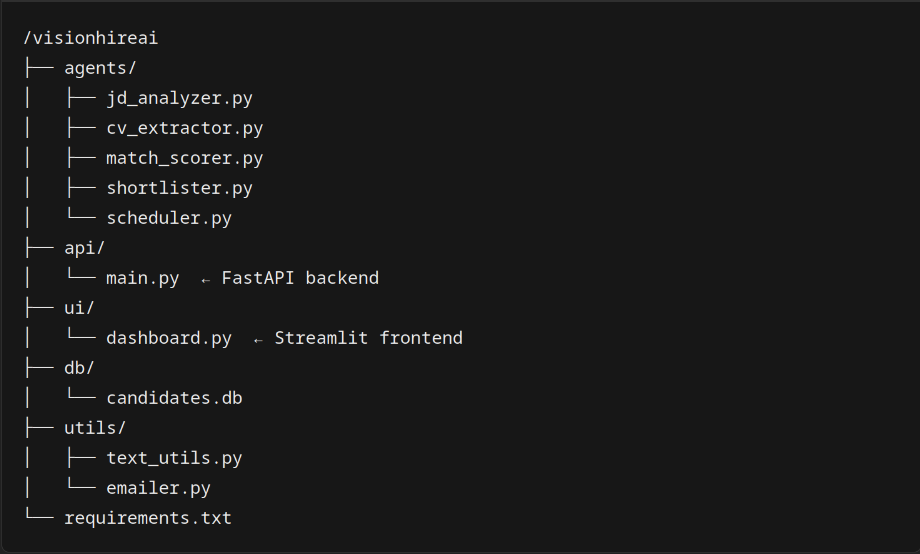 /visionhireai
├── agents/
│   ├── jd_analyzer.py
│   ├── cv_extractor.py
│   ├── match_scorer.py
│   ├── shortlister.py
│   └── scheduler.py
├── api/
│   └── main.py  ← FastAPI backend
├── ui/
│   └── dashboard.py  ← Streamlit frontend
├── db/
│   └── candidates.db
├── utils/
│   ├── text_utils.py
│   └── emailer.py
└── requirements.txt